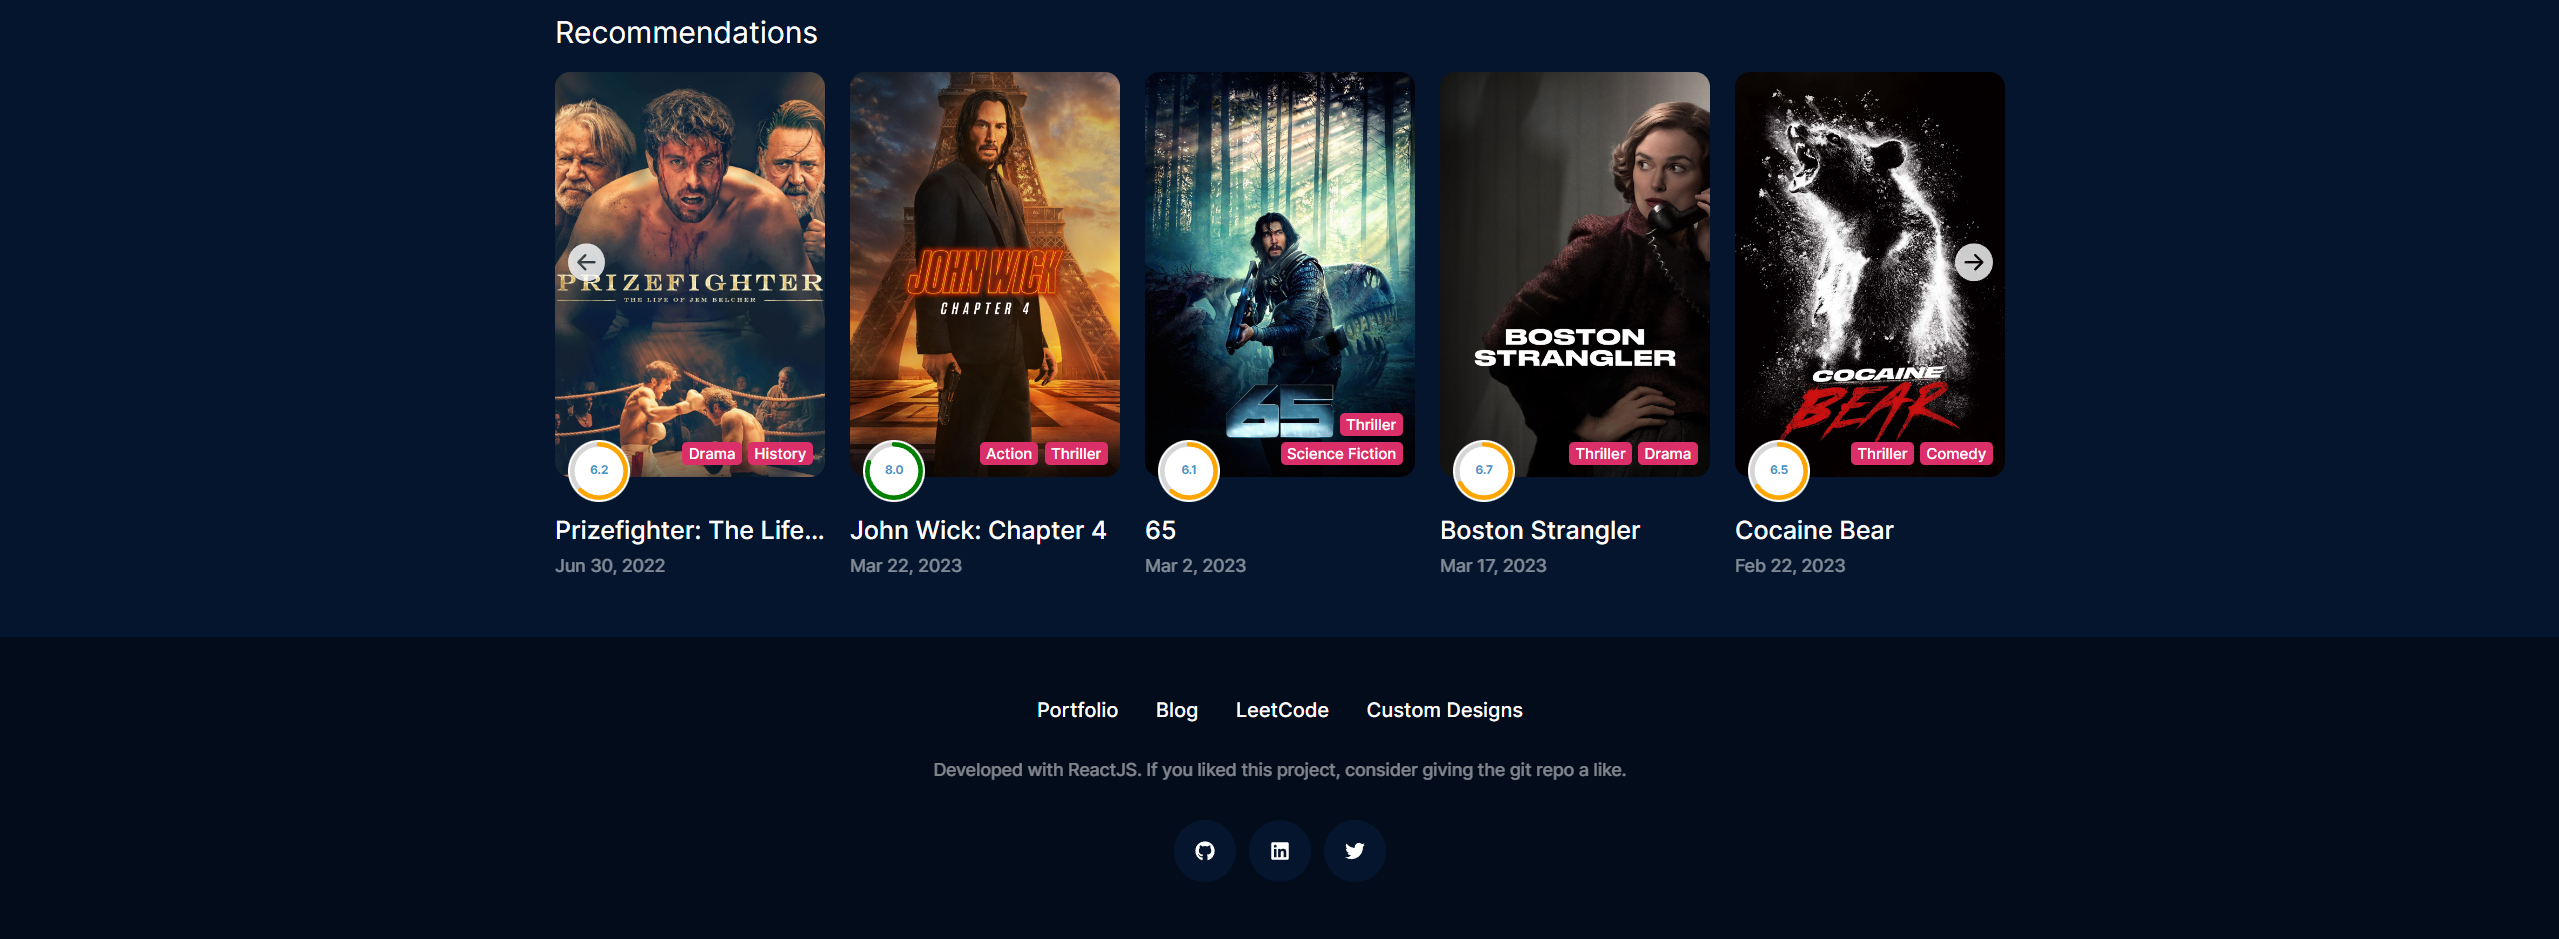 Recommendations
PRIZEFIGHTER
THE LIFE OF JEM BELCHER
Drama History
6.2
Prizefighter: The Life...
Jun 30, 2022
JOHN WICK
CHAPTER 4
Action Thriller
8.0
John Wick: Chapter 4
Mar 22, 2023
65
Thriller
Science Fiction
6.1
65
Mar 2, 2023
BOSTON
STRANGLER
Thriller Drama
6.7
Boston Strangler
Mar 17, 2023
COCAINE
BEAR
Thriller Comedy
6.5
Cocaine Bear
Feb 22, 2023
Portfolio Blog LeetCode Custom Designs
Developed with ReactJS. If you liked this project, consider giving the git repo a like.
in